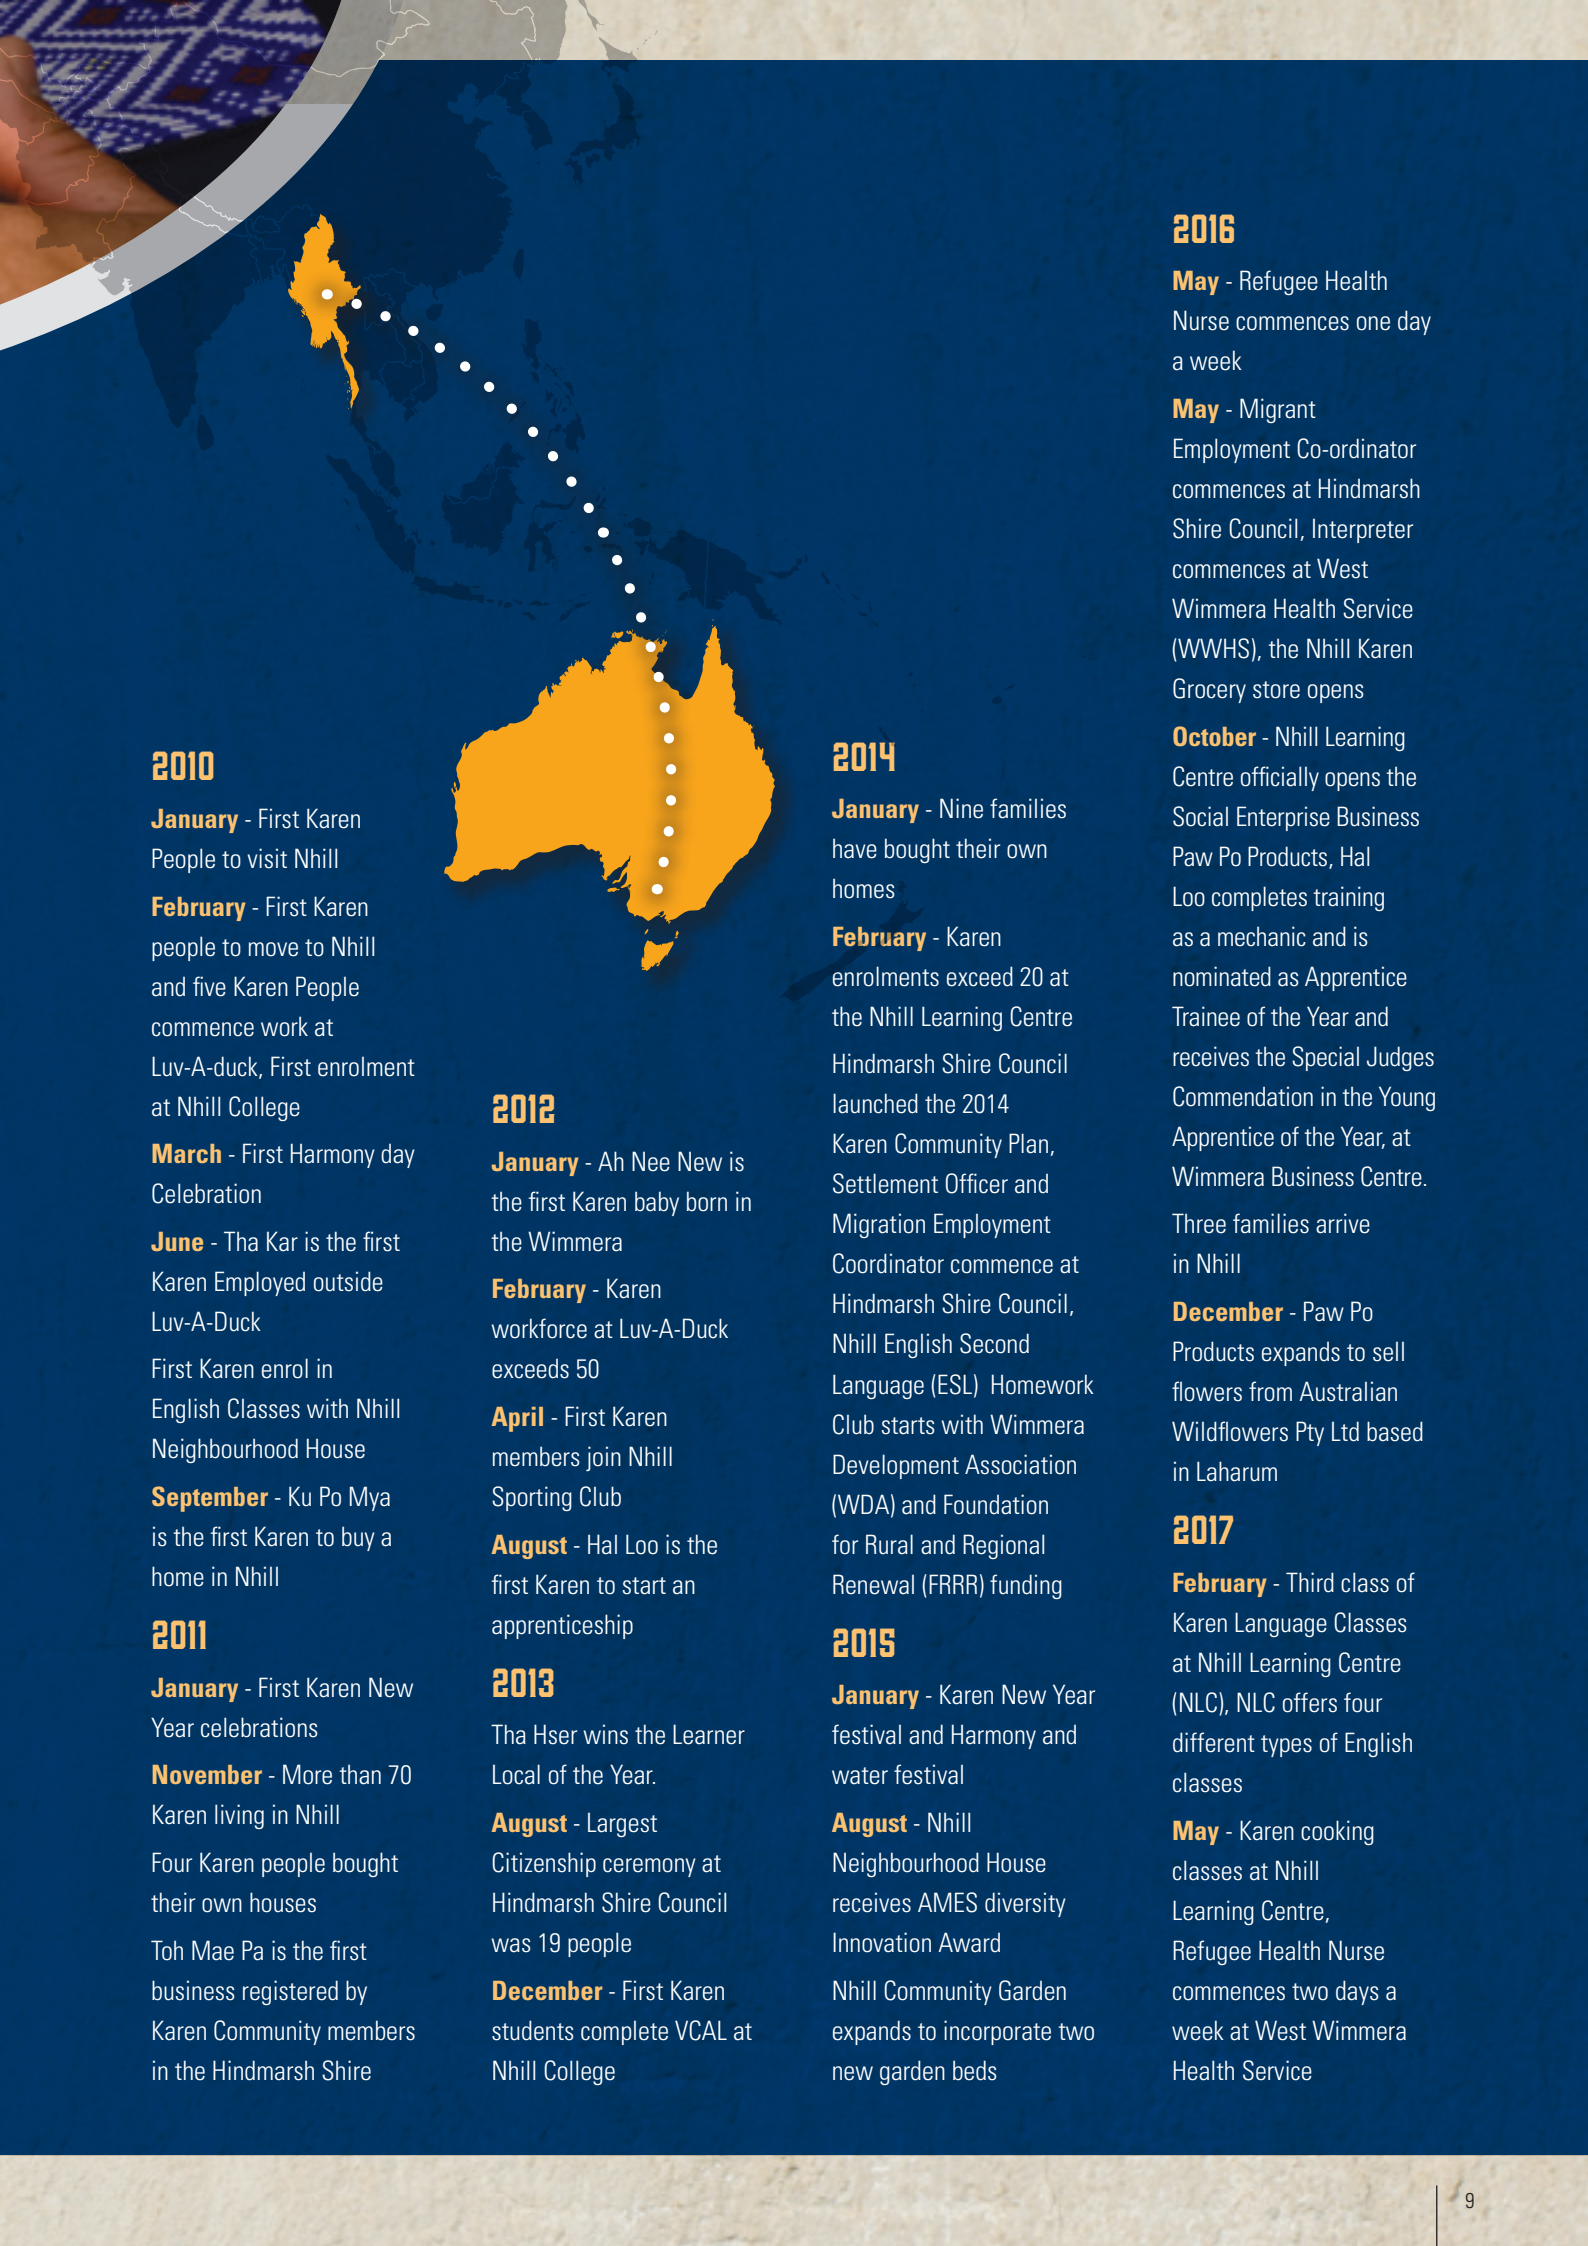 2010
January - First Karen
People to visit Nhill
February - First Karen
people to move to Nhill
and five Karen People
commence work at
Luv-A-duck, First enrolment
at Nhill College
March - First Harmony day
Celebration
June - Tha Kar is the first
Karen Employed outside
Luv-A-Duck
First Karen enrol in
English Classes with Nhill
Neighbourhood House
September - Ku Po Mya
is the first Karen to buy a
home in Nhill
2011
January - First Karen New
Year celebrations
November - More than 70
Karen living in Nhill
Four Karen people bought
their own houses
Toh Mae Pa is the first
business registered by
Karen Community members
in the Hindmarsh Shire
2012
January - Ah Nee New is
the first Karen baby born in
the Wimmera
February - Karen
workforce at Luv-A-Duck
exceeds 50
April - First Karen
members join Nhill
Sporting Club
August - Hal Loo is the
first Karen to start an
apprenticeship
2013
Tha Hser wins the Learner
Local of the Year.
August - Largest
Citizenship ceremony at
Hindmarsh Shire Council
was 19 people
December - First Karen
students complete VCAL at
Nhill College
2014
January - Nine families
have bought their own
homes
February - Karen
enrolments exceed 20 at
the Nhill Learning Centre
Hindmarsh Shire Council
launched the 2014
Karen Community Plan,
Settlement Officer and
Migration Employment
Coordinator commence at
Hindmarsh Shire Council,
Nhill English Second
Language (ESL)  Homework
Club starts with Wimmera
Development Association
(WDA) and Foundation
for Rural and Regional
Renewal (FRRR) funding
2015
January - Karen New Year
festival and Harmony and
water festival
August - Nhill
Neighbourhood House
receives AMES diversity
Innovation Award
Nhill Community Garden
expands to incorporate two
new garden beds
2016
May - Refugee Health
Nurse commences one day
a week
May - Migrant
Employment Co-ordinator
commences at Hindmarsh
Shire Council, Interpreter
commences at West
Wimmera Health Service
(WWHS), the Nhill Karen
Grocery store opens
October - Nhill Learning
Centre officially opens the
Social Enterprise Business
Paw Po Products, Hal
Loo completes training
as a mechanic and is
nominated as Apprentice
Trainee of the Year and
receives the Special Judges
Commendation in the Young
Apprentice of the Year, at
Wimmera Business Centre.
Three families arrive
in Nhill
December - Paw Po
Products expands to sell
flowers from Australian
Wildflowers Pty Ltd based
in Laharum
2017
February - Third class of
Karen Language Classes
at Nhill Learning Centre
(NLC), NLC offers four
different types of English
classes
May - Karen cooking
classes at Nhill
Learning Centre,
Refugee Health Nurse
commences two days a
week at West Wimmera
Health Service
9